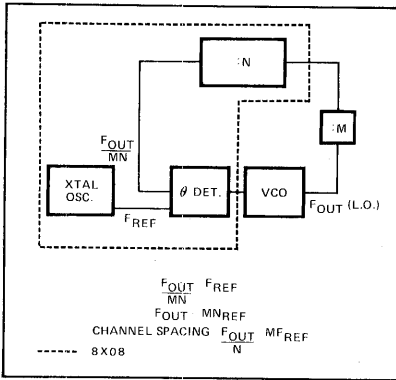 :N
:M
F_OUT
MN
XTAL
OSC.
θ DET.
VCO
F_REF
F_OUT (L.O.)
F_OUT F_REF
MN
F_OUT MN_REF
CHANNEL SPACING F_OUT MF_REF
N
----- 8X08